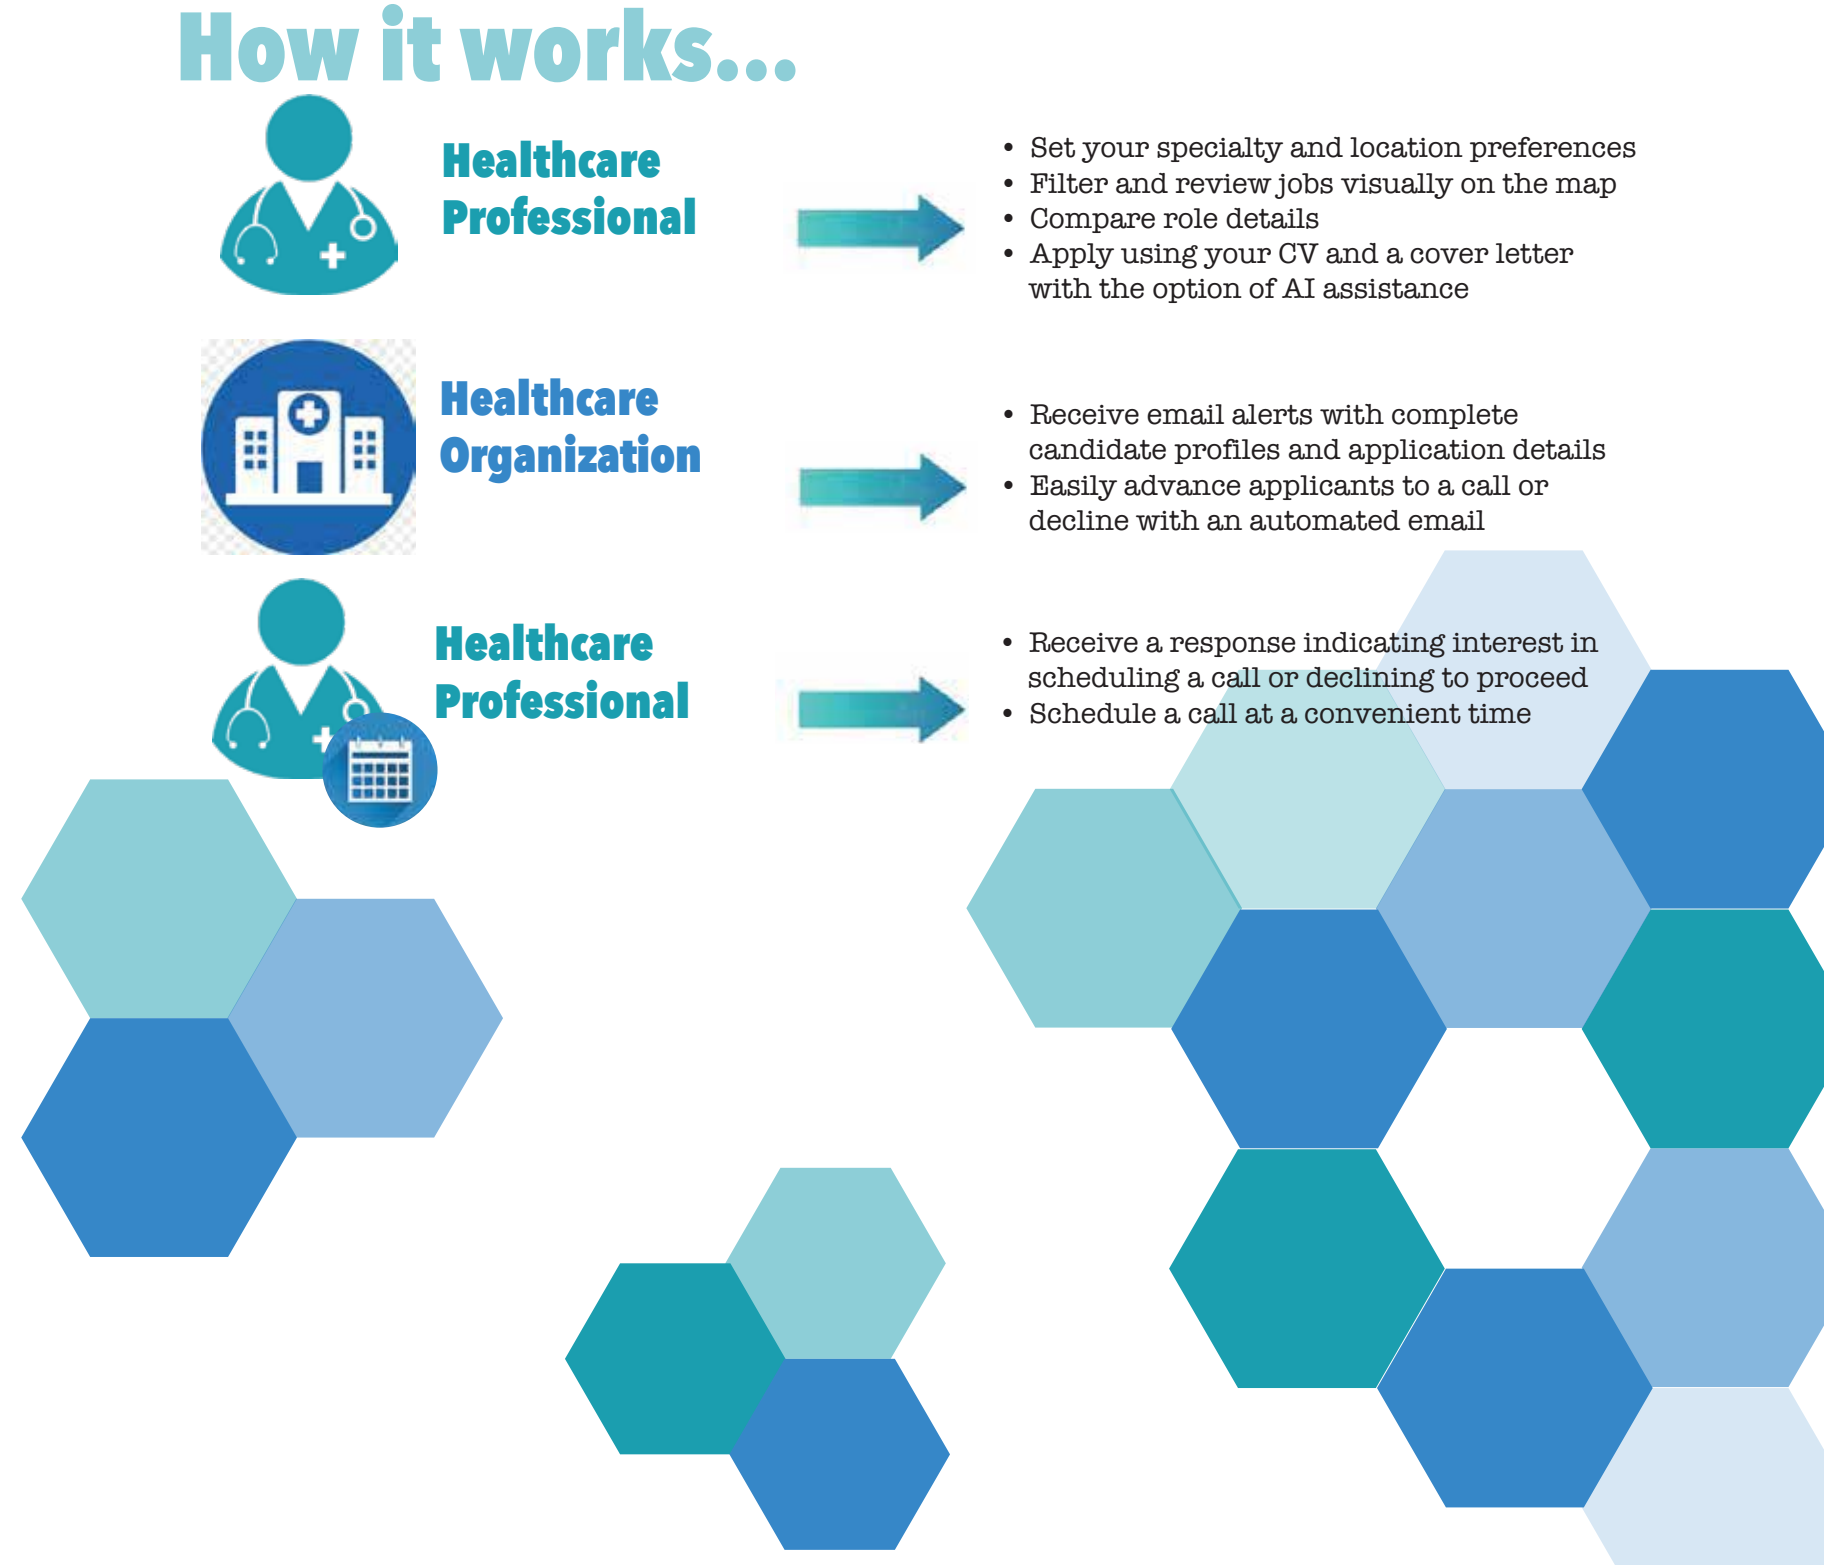 How it works...
Healthcare
Professional
• Set your specialty and location preferences
• Filter and review jobs visually on the map
• Compare role details
• Apply using your CV and a cover letter
with the option of AI assistance
Healthcare
Organization
• Receive email alerts with complete
candidate profiles and application details
• Easily advance applicants to a call or
decline with an automated email
Healthcare
Professional
• Receive a response indicating interest in
scheduling a call or declining to proceed
• Schedule a call at a convenient time